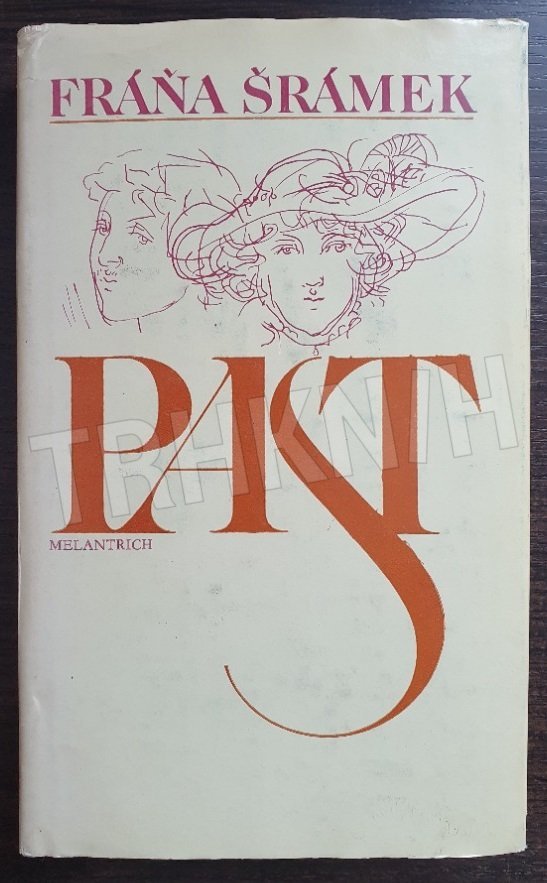 FRÁŇA ŠRÁMEK
PAST
TRHKNIH
MELANTRICH